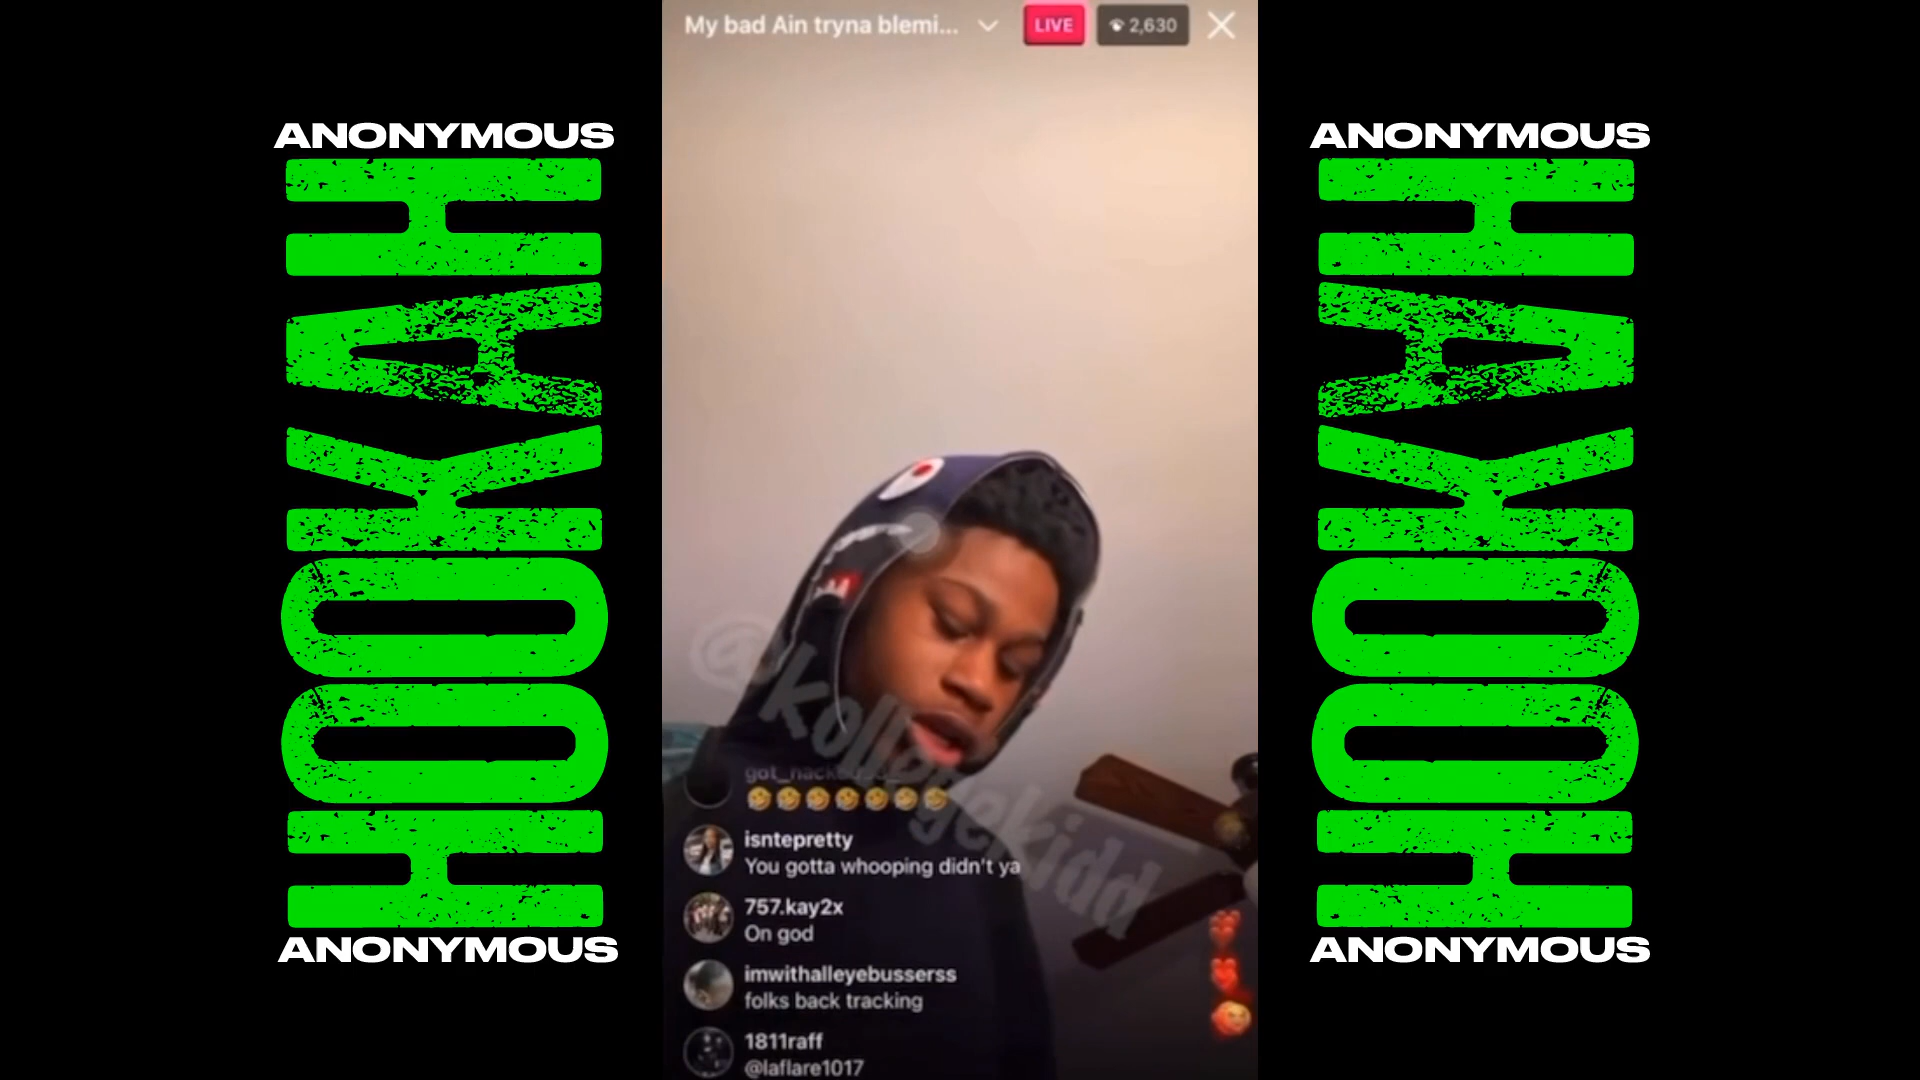 My bad Ain tryna blemi...
LIVE
2,630
ANONYMOUS
HOOKAH
ANONYMOUS
ANONYMOUS
HOOKAH
ANONYMOUS
@kollegekidd
isntepretty
You gotta whooping didn't ya
757.kay2x
On god
imwithalleyebusserss
folks back tracking
1811raff
@laflare1017